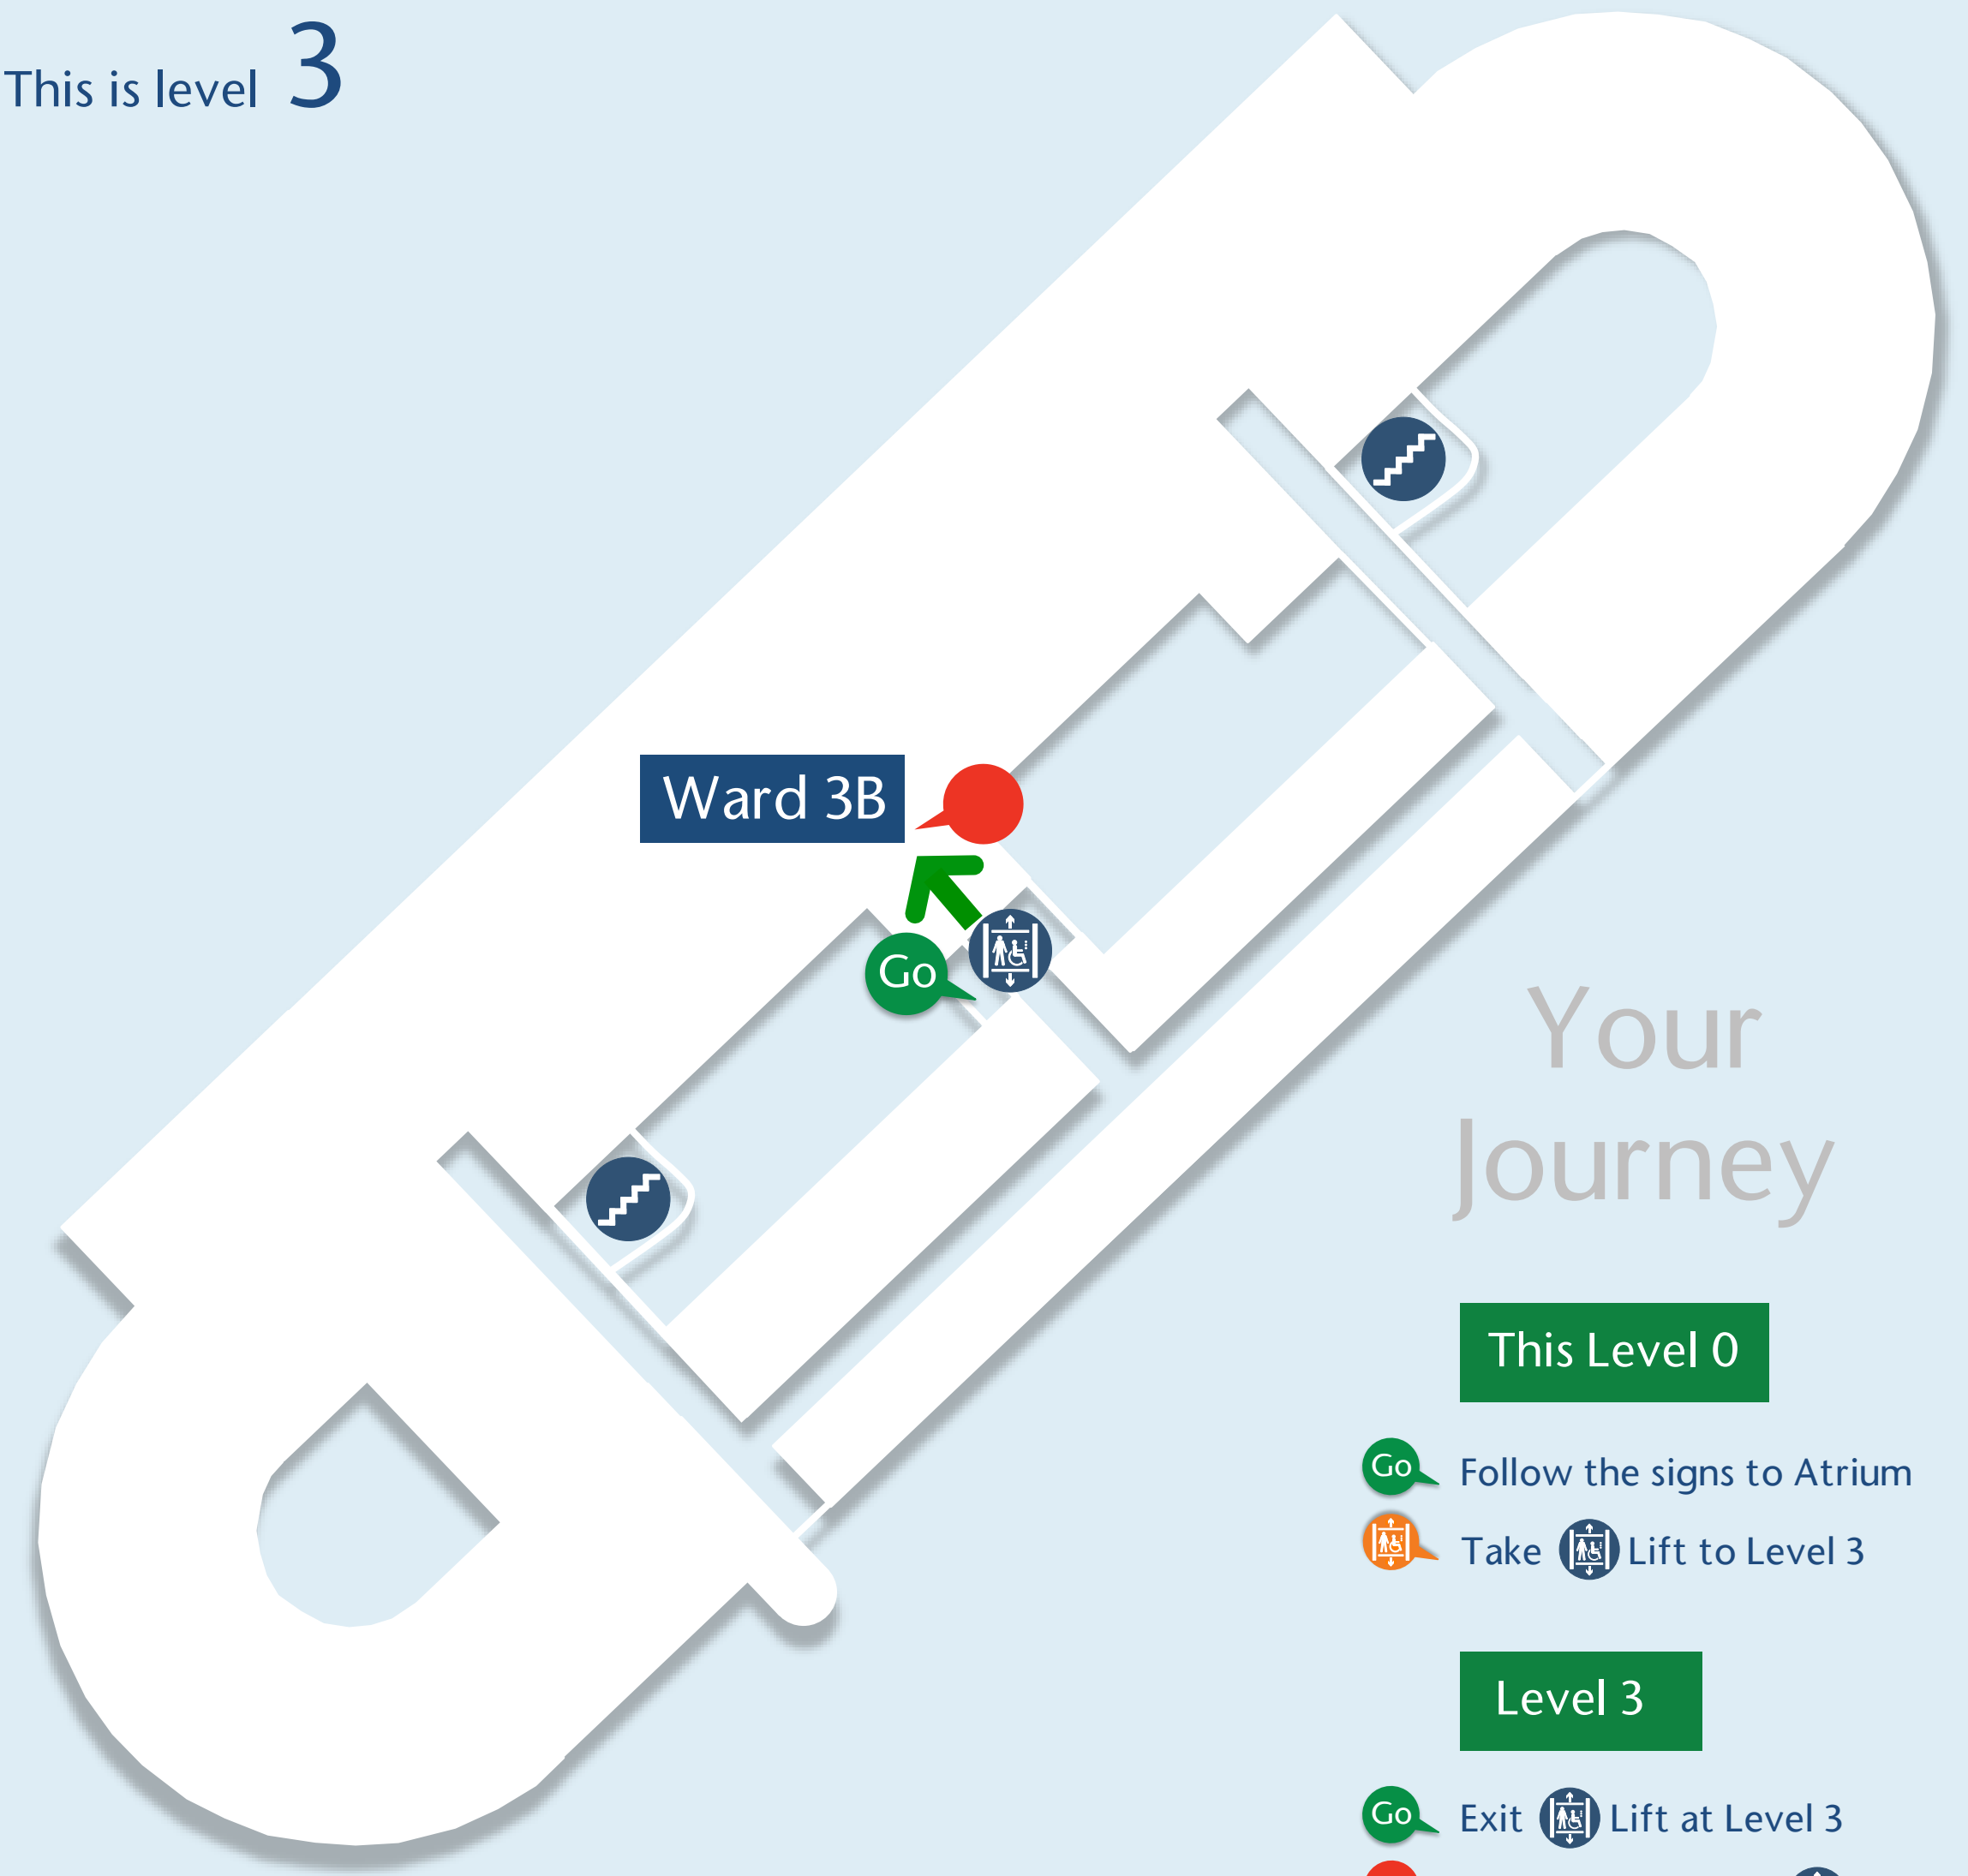 This is level 3
Ward 3B
Go
Your
Journey
This Level 0
Go Follow the signs to Atrium
Take Lift to Level 3
Level 3
Go Exit Lift at Level 3